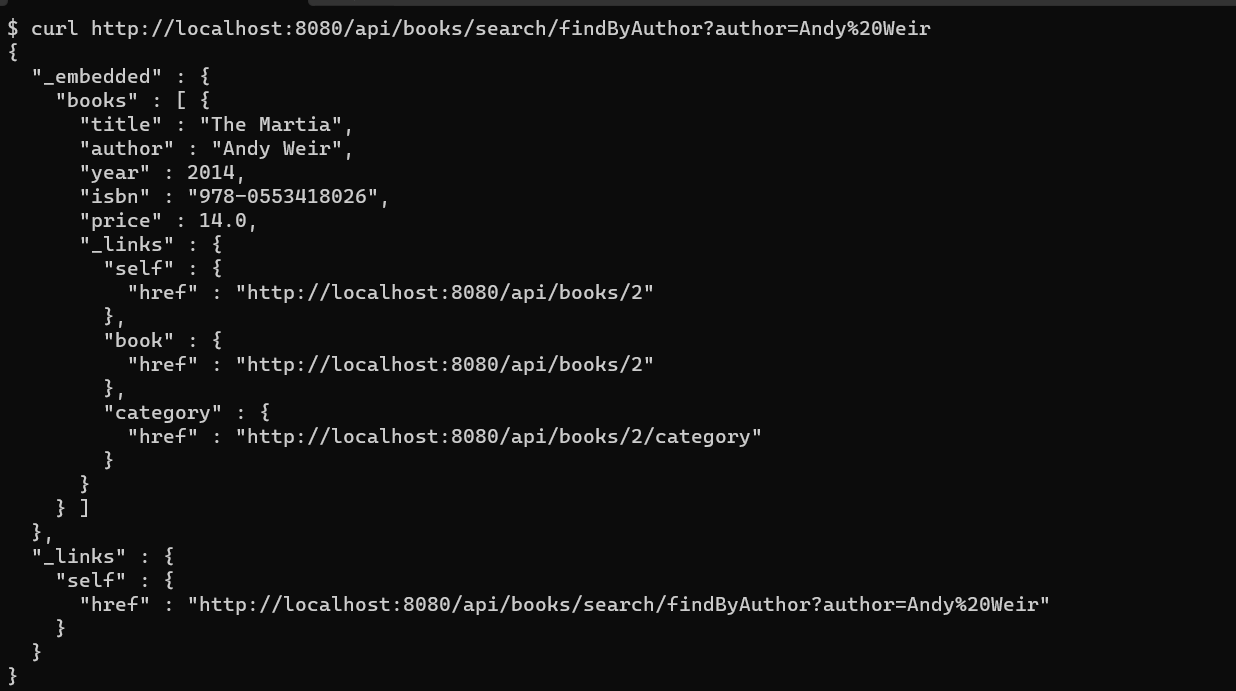 $ curl http://localhost:8080/api/books/search/findByAuthor?author=Andy%20Weir
{
  "_embedded" : {
    "books" : [ {
      "title" : "The Martia",
      "author" : "Andy Weir",
      "year" : 2014,
      "isbn" : "978-0553418026",
      "price" : 14.0,
      "_links" : {
        "self" : {
          "href" : "http://localhost:8080/api/books/2"
        },
        "book" : {
          "href" : "http://localhost:8080/api/books/2"
        },
        "category" : {
          "href" : "http://localhost:8080/api/books/2/category"
        }
      }
    } ]
  },
  "_links" : {
    "self" : {
      "href" : "http://localhost:8080/api/books/search/findByAuthor?author=Andy%20Weir"
    }
  }
}